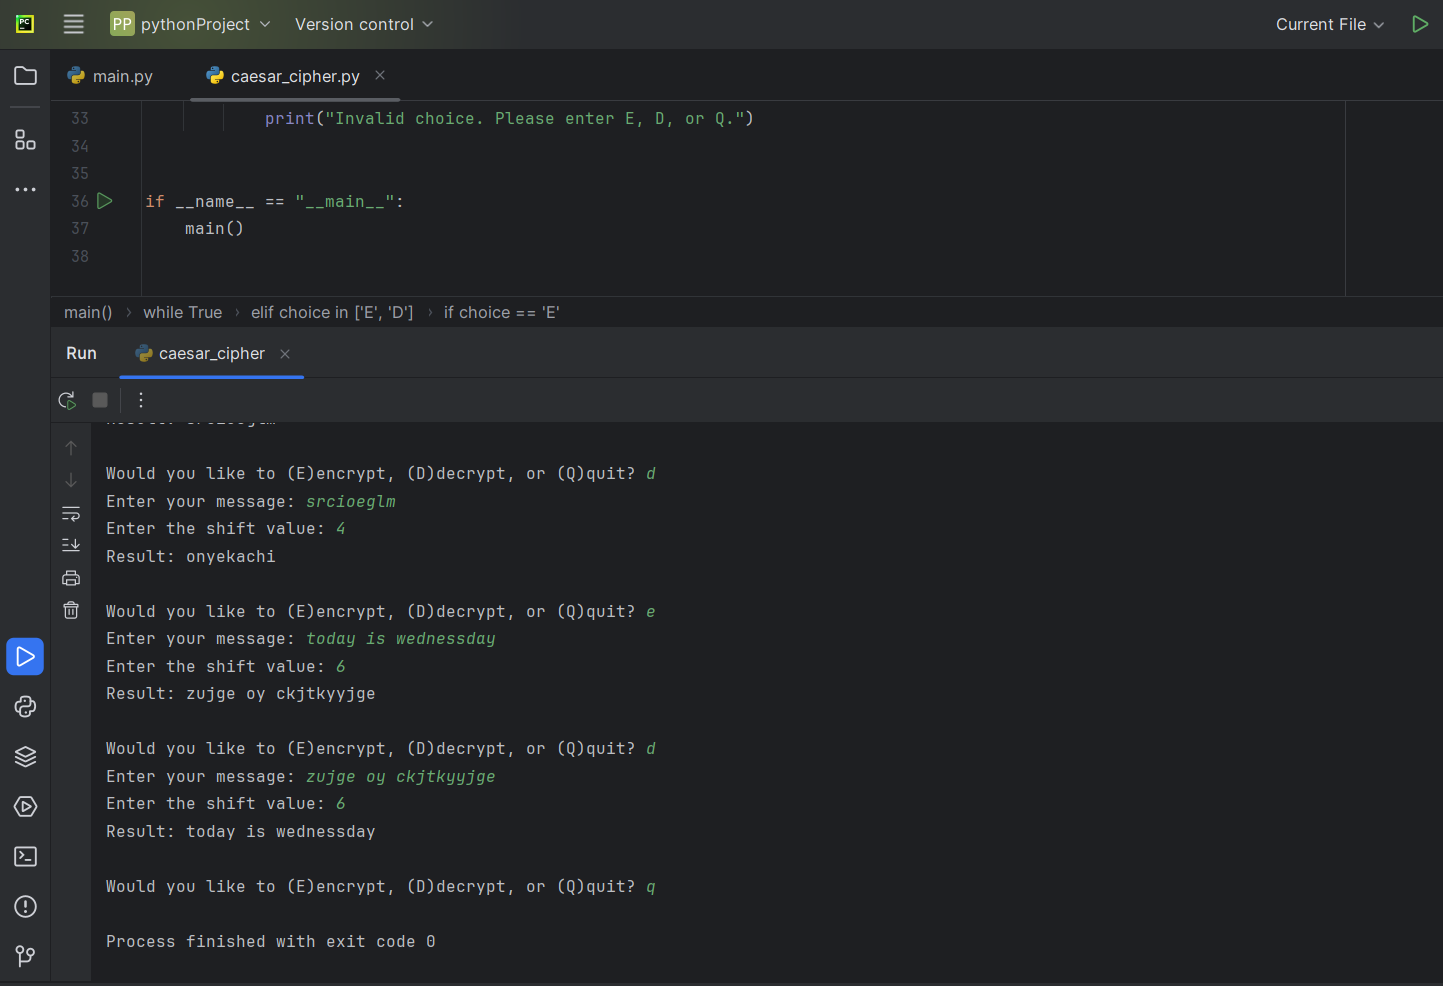 PC
PP pythonProject Version control Current File
main.py caesar_cipher.py
33 print("Invalid choice. Please enter E, D, or Q.")
34
35
36 if __name__ == "__main__":
37 main()
38
main() › while True › elif choice in ['E', 'D'] › if choice == 'E'
Run caesar_cipher
Would you like to (E)encrypt, (D)decrypt, or (Q)quit? d
Enter your message: srcioeglm
Enter the shift value: 4
Result: onyekachi
Would you like to (E)encrypt, (D)decrypt, or (Q)quit? e
Enter your message: today is wednessday
Enter the shift value: 6
Result: zujge oy ckjtkyyjge
Would you like to (E)encrypt, (D)decrypt, or (Q)quit? d
Enter your message: zujge oy ckjtkyyjge
Enter the shift value: 6
Result: today is wednessday
Would you like to (E)encrypt, (D)decrypt, or (Q)quit? q
Process finished with exit code 0